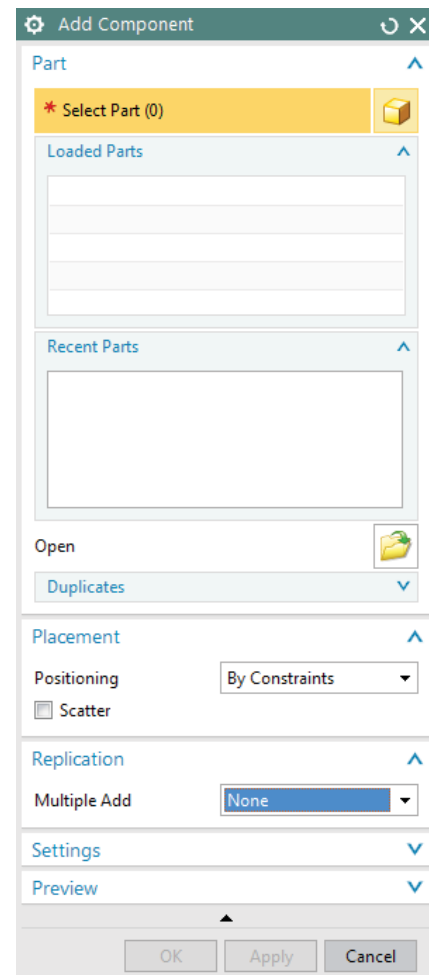 Add Component
Part
* Select Part (0)
Loaded Parts
Recent Parts
Open
Duplicates
Placement
Positioning By Constraints
Scatter
Replication
Multiple Add None
Settings
Preview
OK Apply Cancel